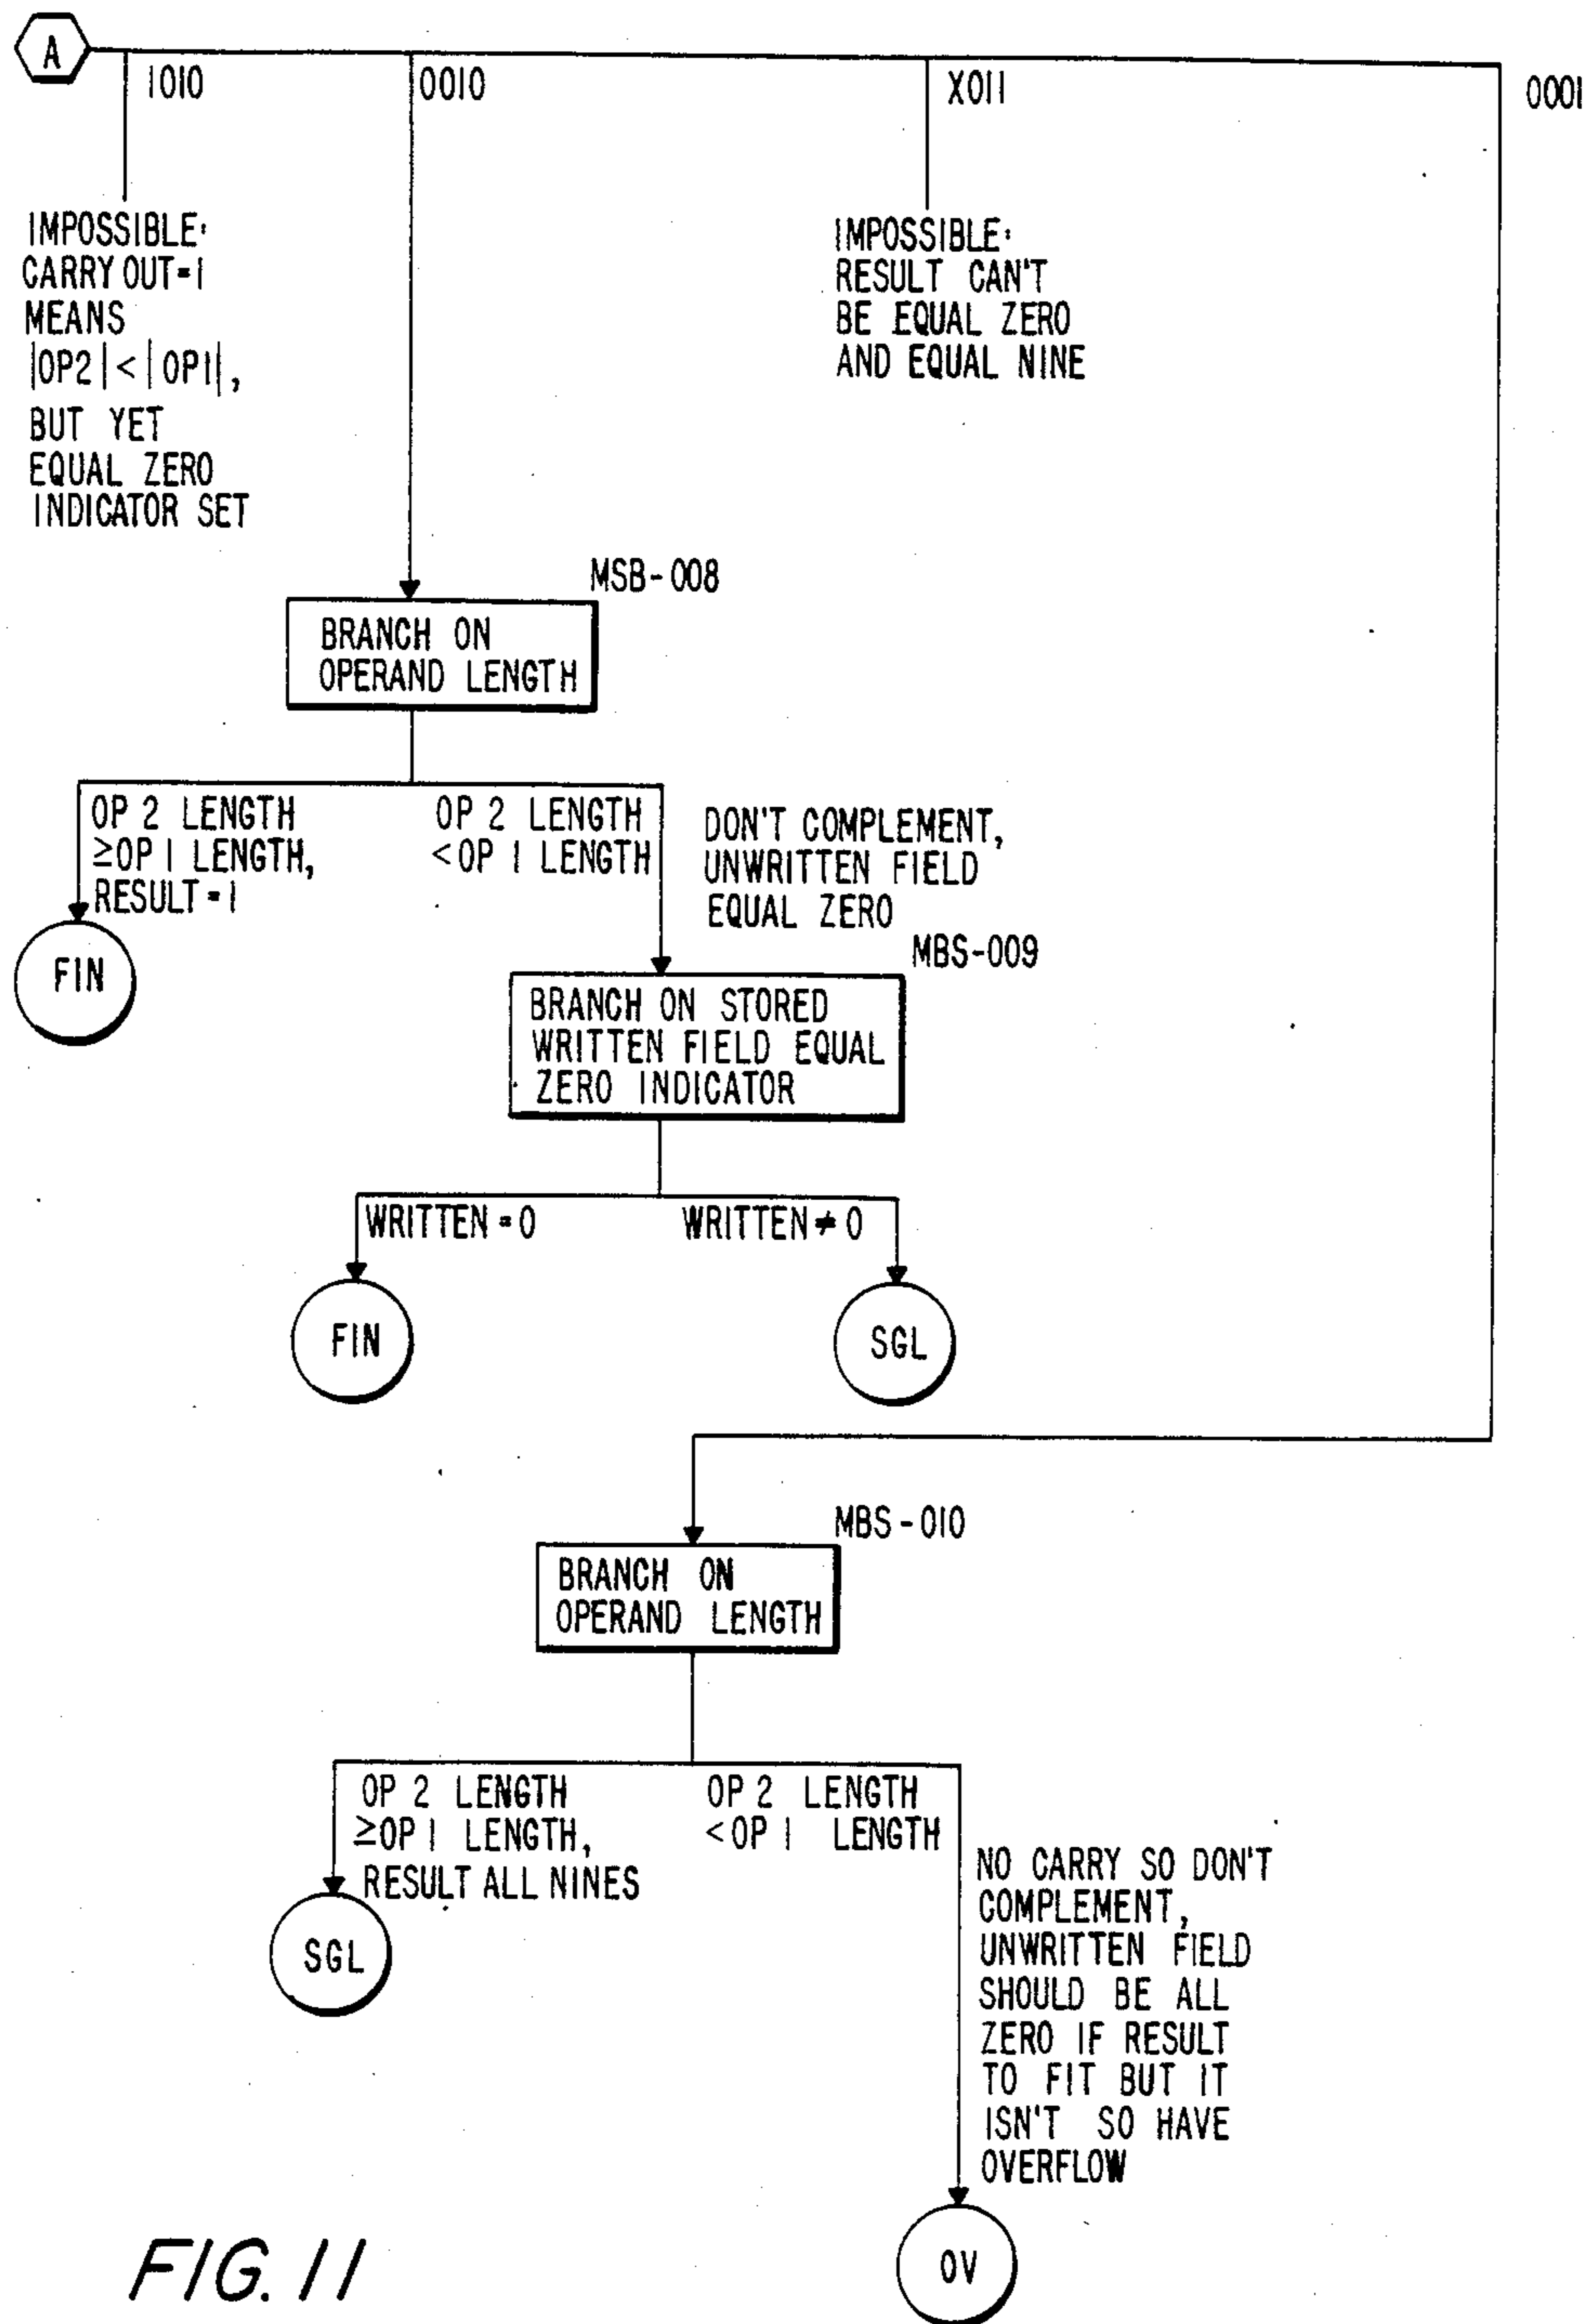 A
1010
0010
X011
0001
IMPOSSIBLE:
CARRY OUT=1
MEANS
|OP2|<|OP1|,
BUT YET
EQUAL ZERO
INDICATOR SET
IMPOSSIBLE:
RESULT CAN'T
BE EQUAL ZERO
AND EQUAL NINE
MSB-008
BRANCH ON
OPERAND LENGTH
OP 2 LENGTH
≥OP 1 LENGTH,
RESULT=1
OP 2 LENGTH
<OP 1 LENGTH
DON'T COMPLEMENT,
UNWRITTEN FIELD
EQUAL ZERO
FIN
MBS-009
BRANCH ON STORED
WRITTEN FIELD EQUAL
ZERO INDICATOR
WRITTEN=0
WRITTEN≠0
FIN
SGL
MBS-010
BRANCH ON
OPERAND LENGTH
OP 2 LENGTH
≥OP 1 LENGTH,
RESULT ALL NINES
OP 2 LENGTH
<OP 1 LENGTH
SGL
NO CARRY SO DON'T
COMPLEMENT,
UNWRITTEN FIELD
SHOULD BE ALL
ZERO IF RESULT
TO FIT BUT IT
ISN'T SO HAVE
OVERFLOW
OV
FIG. 11